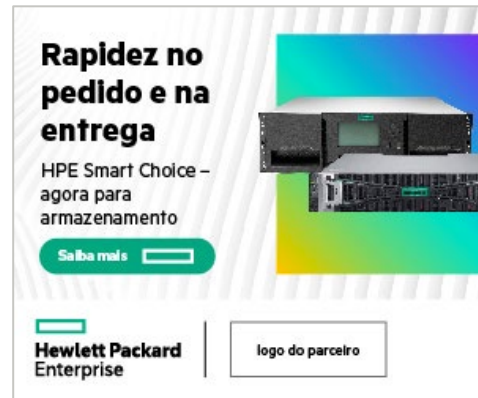 Rapidez no
pedido e na
entrega
HPE Smart Choice –
agora para
armazenamento
Saiba mais
Hewlett Packard
Enterprise
logo do parceiro